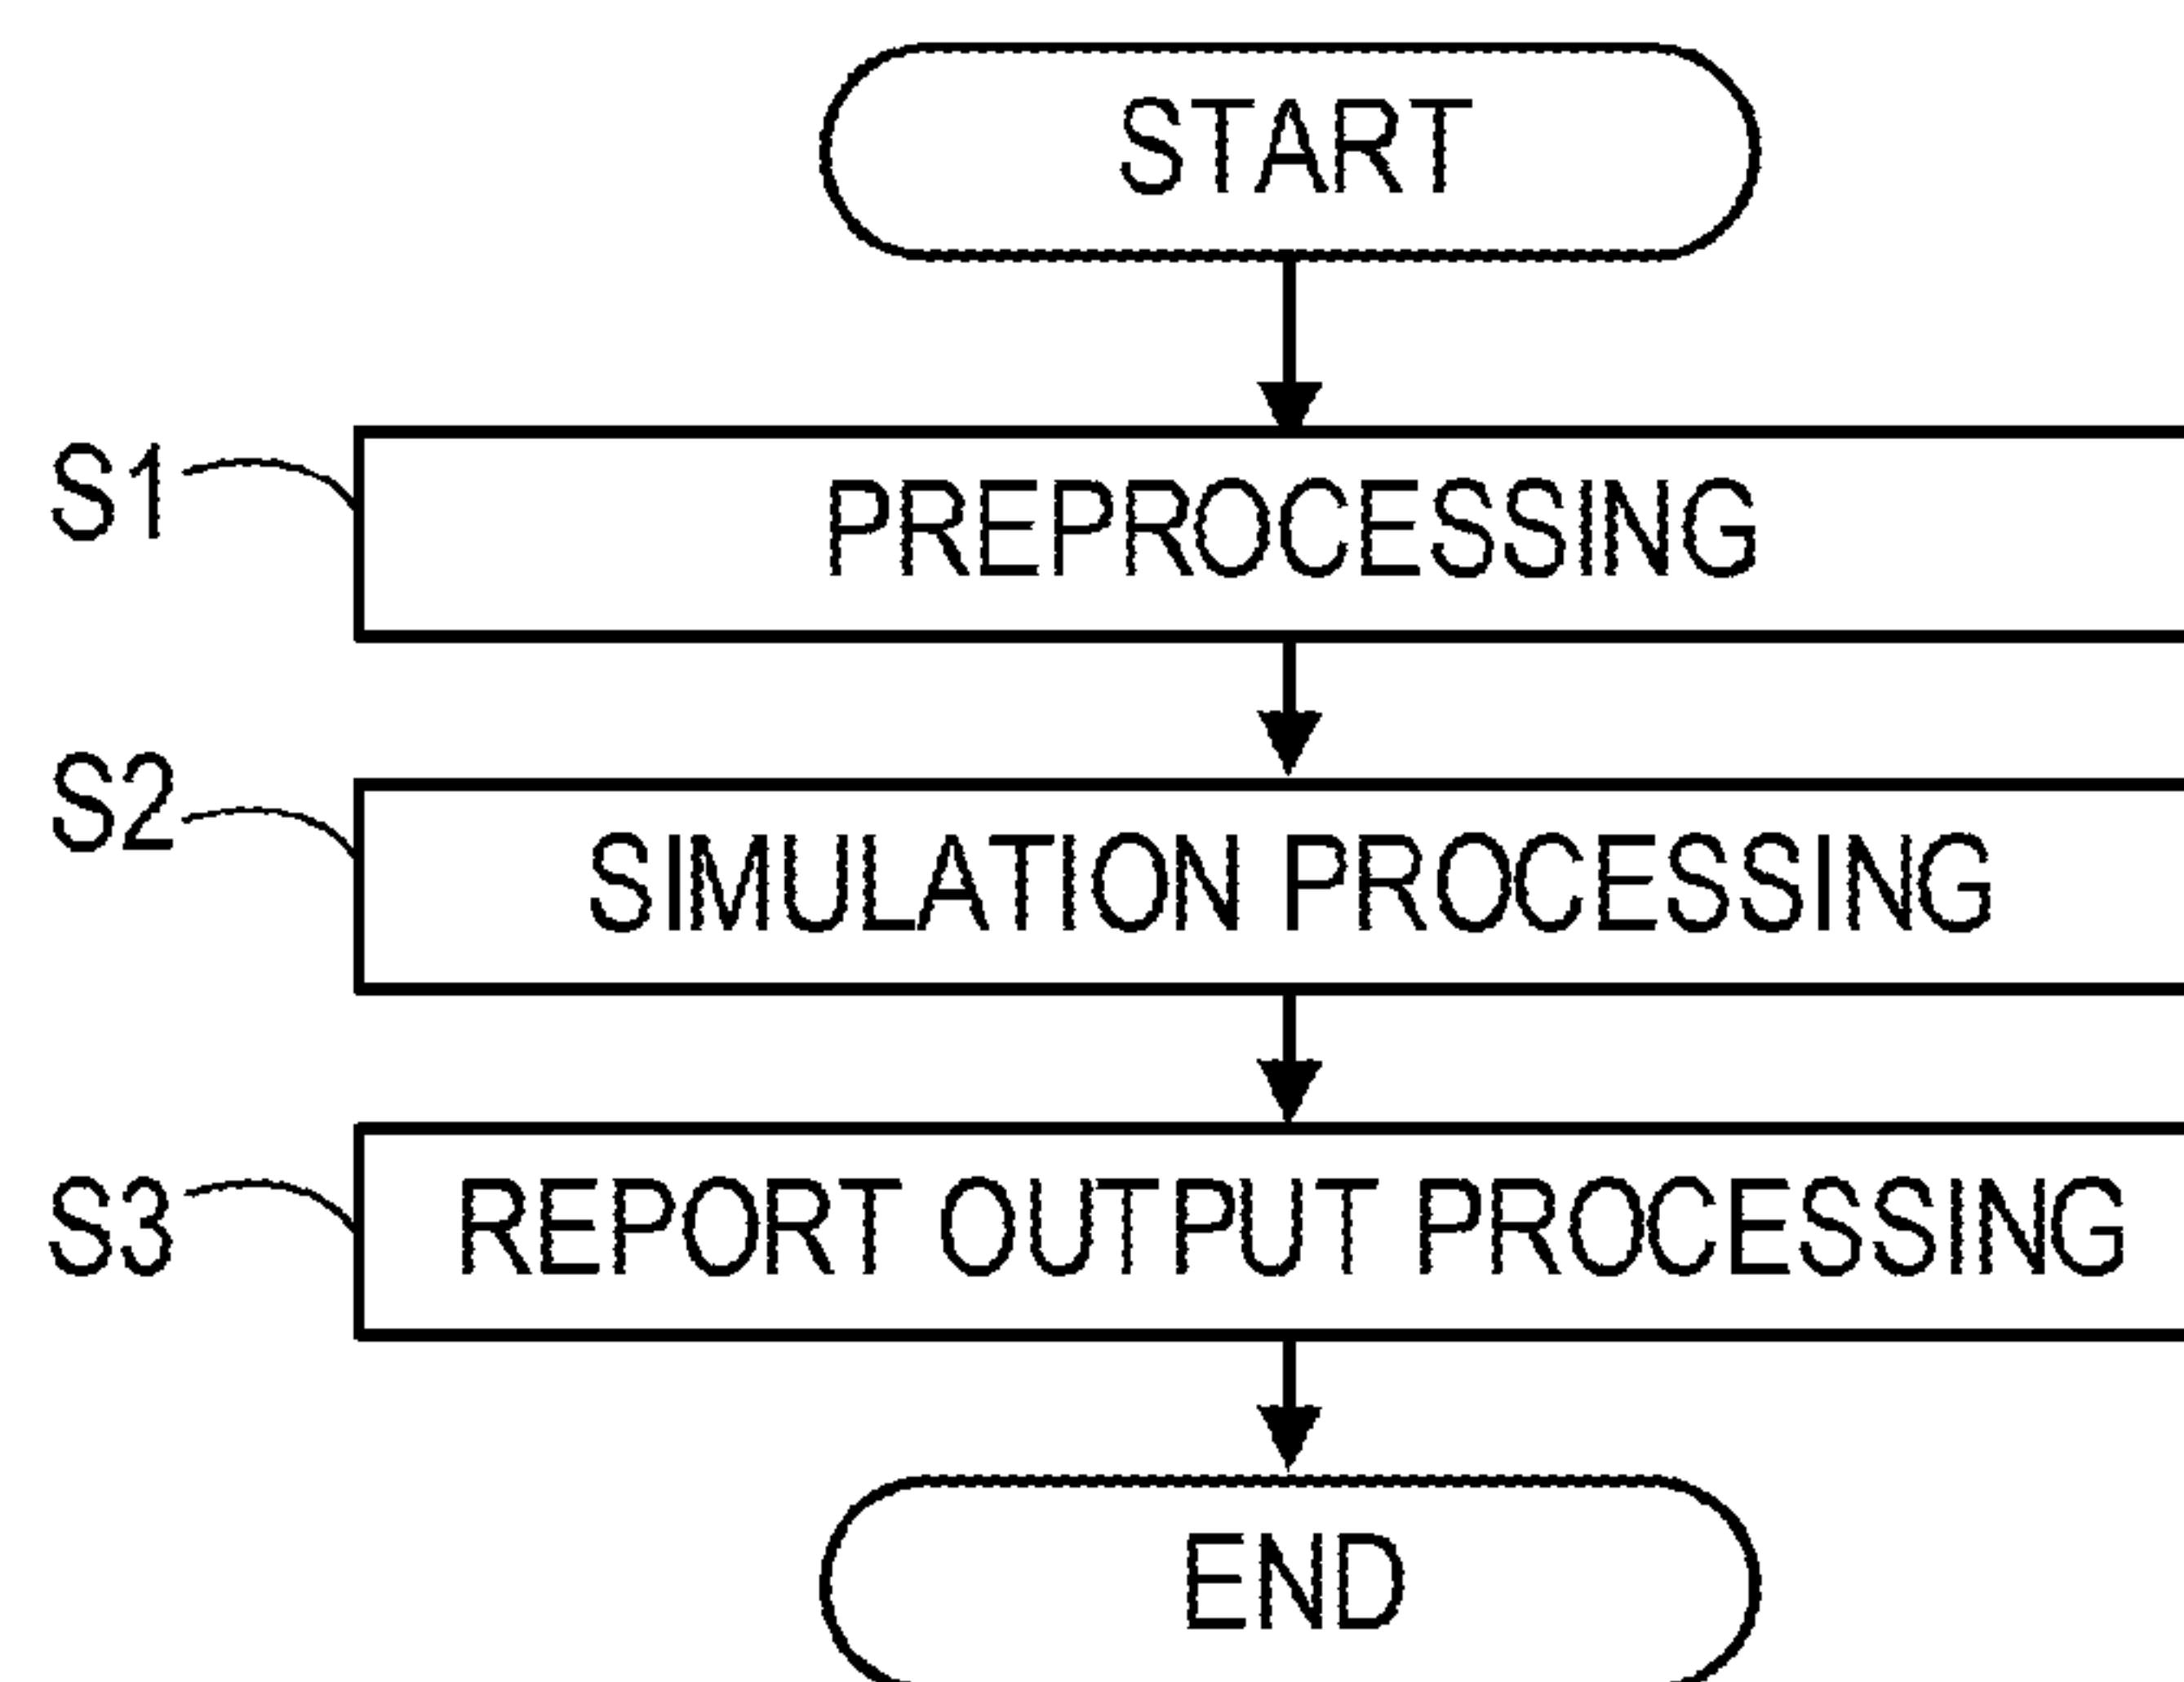 START
S1
PREPROCESSING
S2
SIMULATION PROCESSING
S3
REPORT OUTPUT PROCESSING
END